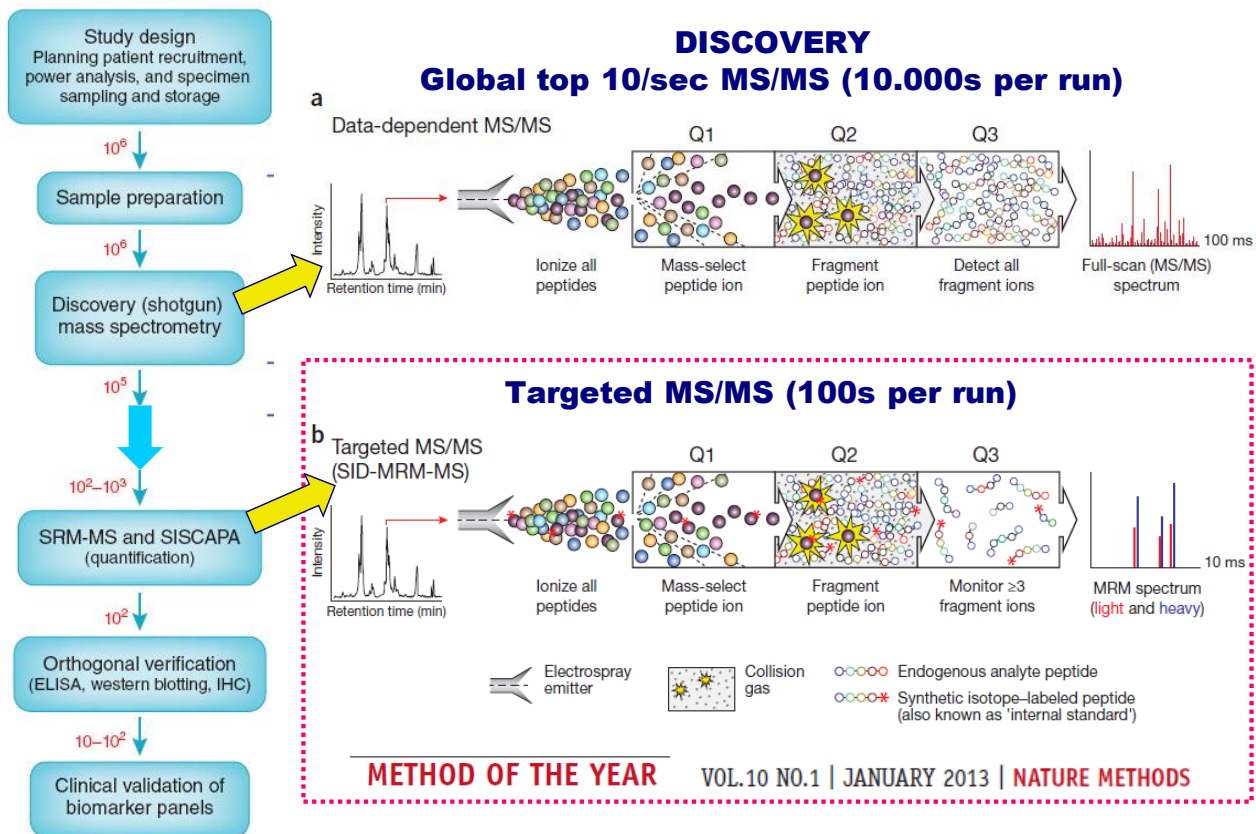 Study design
Planning patient recruitment,
power analysis, and specimen
sampling and storage
10⁶
Sample preparation
10⁶
Discovery (shotgun)
mass spectrometry
10⁵
10²–10³
SRM-MS and SISCAPA
(quantification)
10²
Orthogonal verification
(ELISA, western blotting, IHC)
10–10²
Clinical validation of
biomarker panels
DISCOVERY
Global top 10/sec MS/MS (10.000s per run)
a
Data-dependent MS/MS
Q1
Q2
Q3
Intensity
Retention time (min)
Ionize all
peptides
Mass-select
peptide ion
Fragment
peptide ion
Detect all
fragment ions
100 ms
Full-scan (MS/MS)
spectrum
Targeted MS/MS (100s per run)
b
Targeted MS/MS
(SID-MRM-MS)
Q1
Q2
Q3
Intensity
Retention time (min)
Ionize all
peptides
Mass-select
peptide ion
Fragment
peptide ion
Monitor ≥3
fragment ions
10 ms
MRM spectrum
(light and heavy)
Electrospray
emitter
Collision
gas
Endogenous analyte peptide
Synthetic isotope–labeled peptide
(also known as 'internal standard')
METHOD OF THE YEAR
VOL.10 NO.1 | JANUARY 2013 | NATURE METHODS